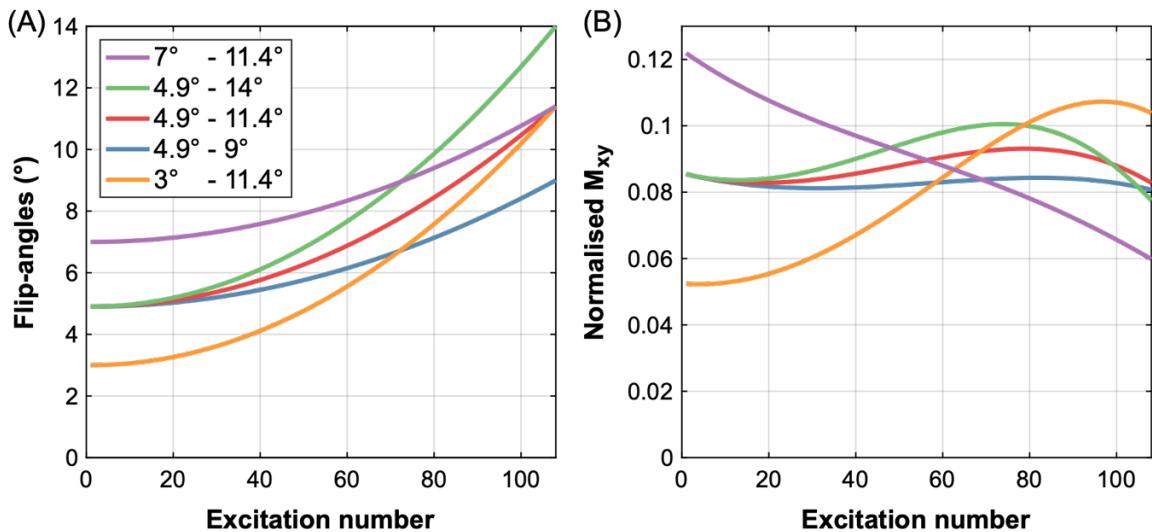 (A)
14
12
10
8
6
4
2
0
Flip-angles (°)
7° - 11.4°
4.9° - 14°
4.9° - 11.4°
4.9° - 9°
3° - 11.4°
0 20 40 60 80 100
Excitation number
(B)
0.12
0.1
0.08
0.06
0.04
0.02
0
Normalised Mxy
0 20 40 60 80 100
Excitation number